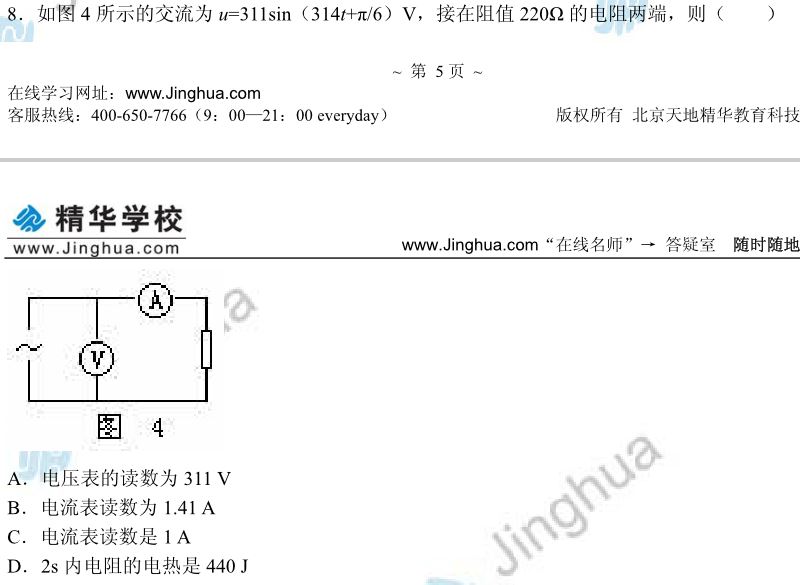 8．如图 4 所示的交流为 u=311sin（314t+π/6）V，接在阻值 220Ω 的电阻两端，则（　　）
~ 第 5 页 ~
在线学习网址：www.Jinghua.com
客服热线：400-650-7766（9：00—21：00 everyday）　版权所有 北京天地精华教育科技
精华学校
www.Jinghua.com
www.Jinghua.com“在线名师”→ 答疑室　随时随地
A
~
V
图 4
A．电压表的读数为 311 V
B．电流表读数为 1.41 A
C．电流表读数是 1 A
D．2s 内电阻的电热是 440 J
Jinghua